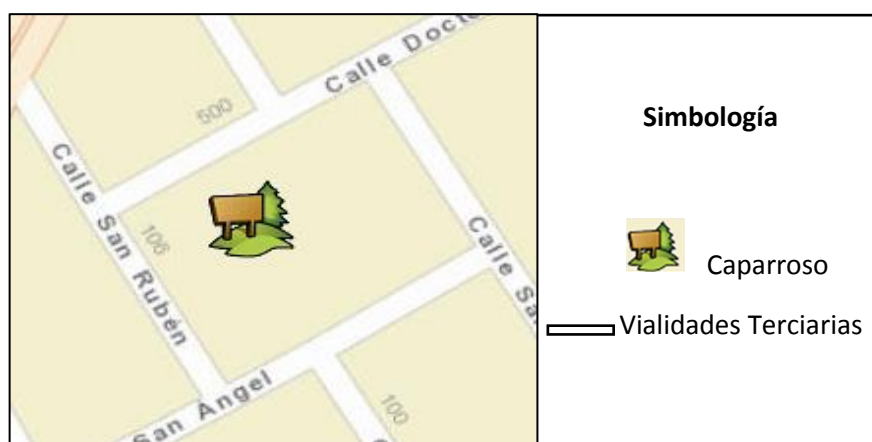 Calle Docto
500
Calle San Rubén
106
Calle Sa
San Angel
100
Simbología
Caparroso
Vialidades Terciarias